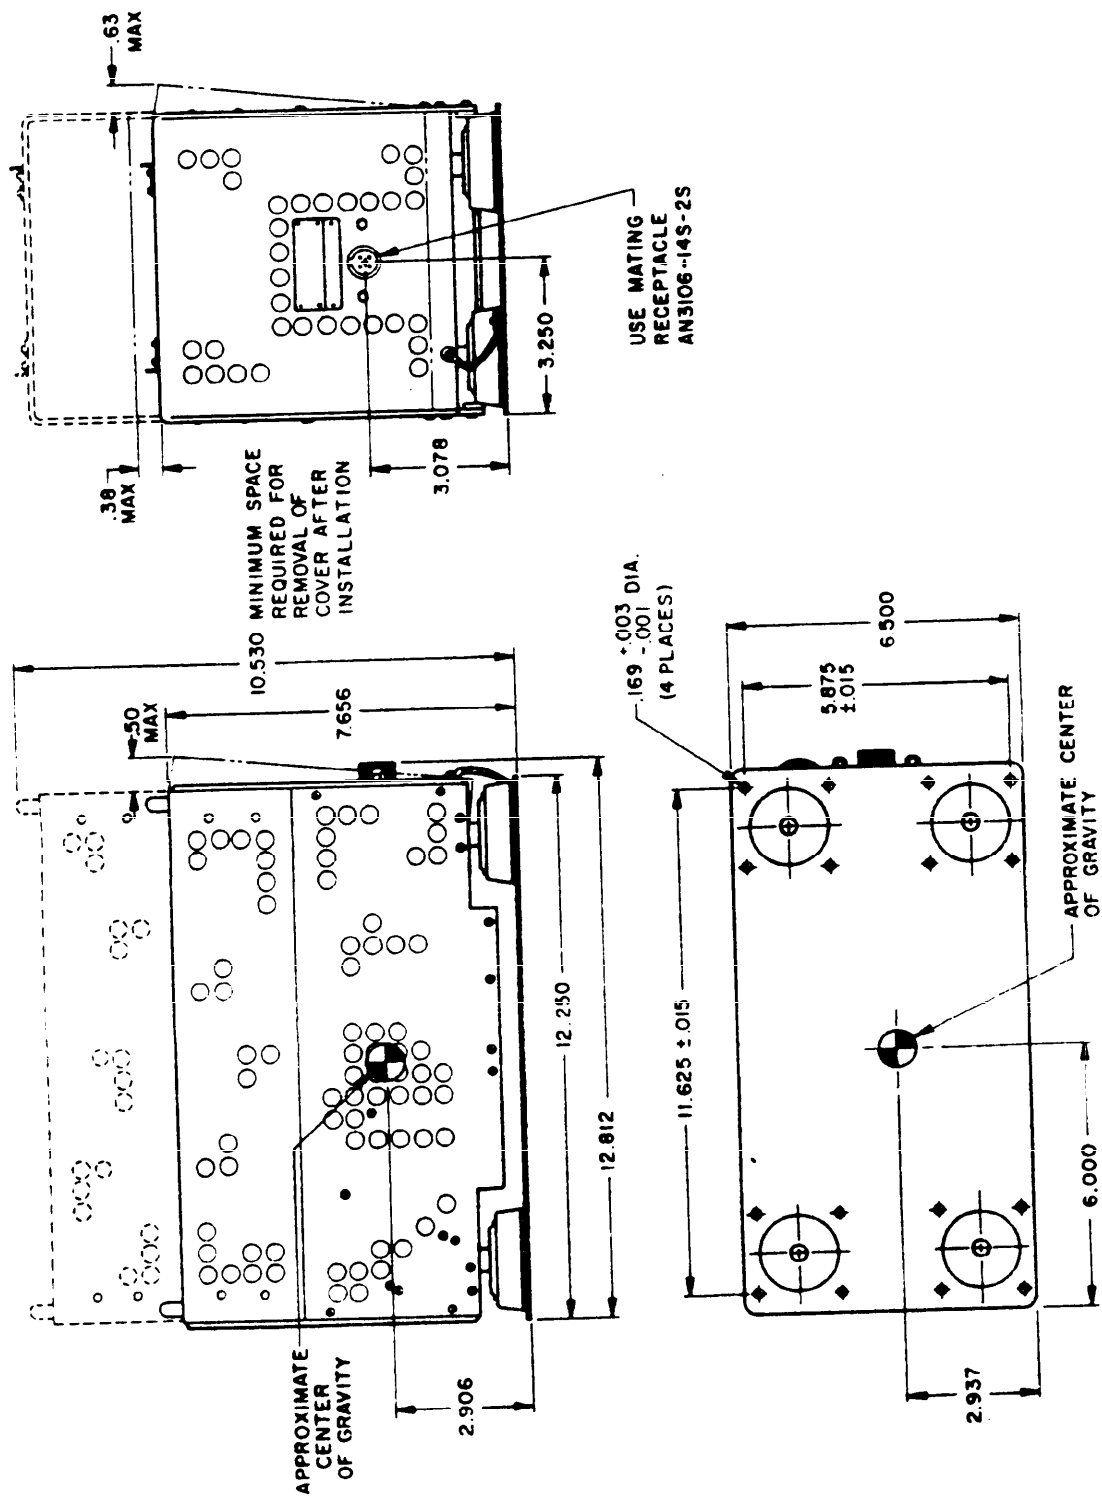 .63
MAX
.38
MAX
USE MATING
RECEPTACLE
AN3106-14S-2S
3.250
3.078
10.530 MINIMUM SPACE
REQUIRED FOR
REMOVAL OF
COVER AFTER
INSTALLATION
.50
MAX
7.656
12.250
12.812
APPROXIMATE
CENTER
OF GRAVITY
2.906
.169 +.003 DIA.
-.001
(4 PLACES)
6.500
5.875
±.015
11.625 ±.015
APPROXIMATE CENTER
OF GRAVITY
6.000
2.937